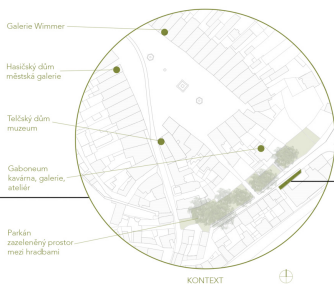 Galerie Wimmer
Hasičský dům
městská galerie
Telčský dům
muzeum
Gaboneum
kavárna, galerie,
ateliér
Parkán
zazeleněný prostor
mezi hradbami
KONTEXT